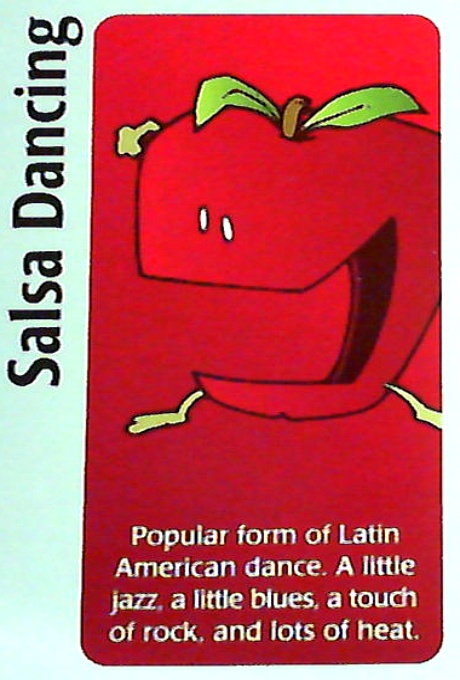 Salsa Dancing
Popular form of Latin
American dance. A little
jazz, a little blues, a touch
of rock, and lots of heat.